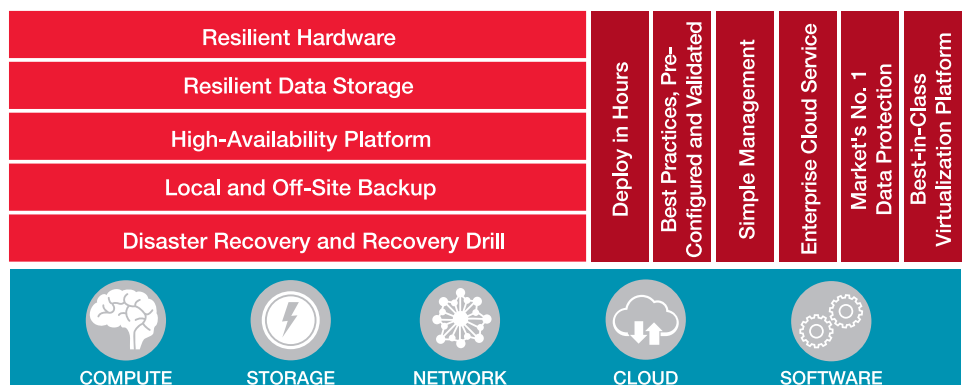 Resilient Hardware
Resilient Data Storage
High-Availability Platform
Local and Off-Site Backup
Disaster Recovery and Recovery Drill
Deploy in Hours
Best Practices, Pre-
Configured and Validated
Simple Management
Enterprise Cloud Service
Market's No. 1
Data Protection
Best-in-Class
Virtualization Platform
COMPUTE
STORAGE
NETWORK
CLOUD
SOFTWARE